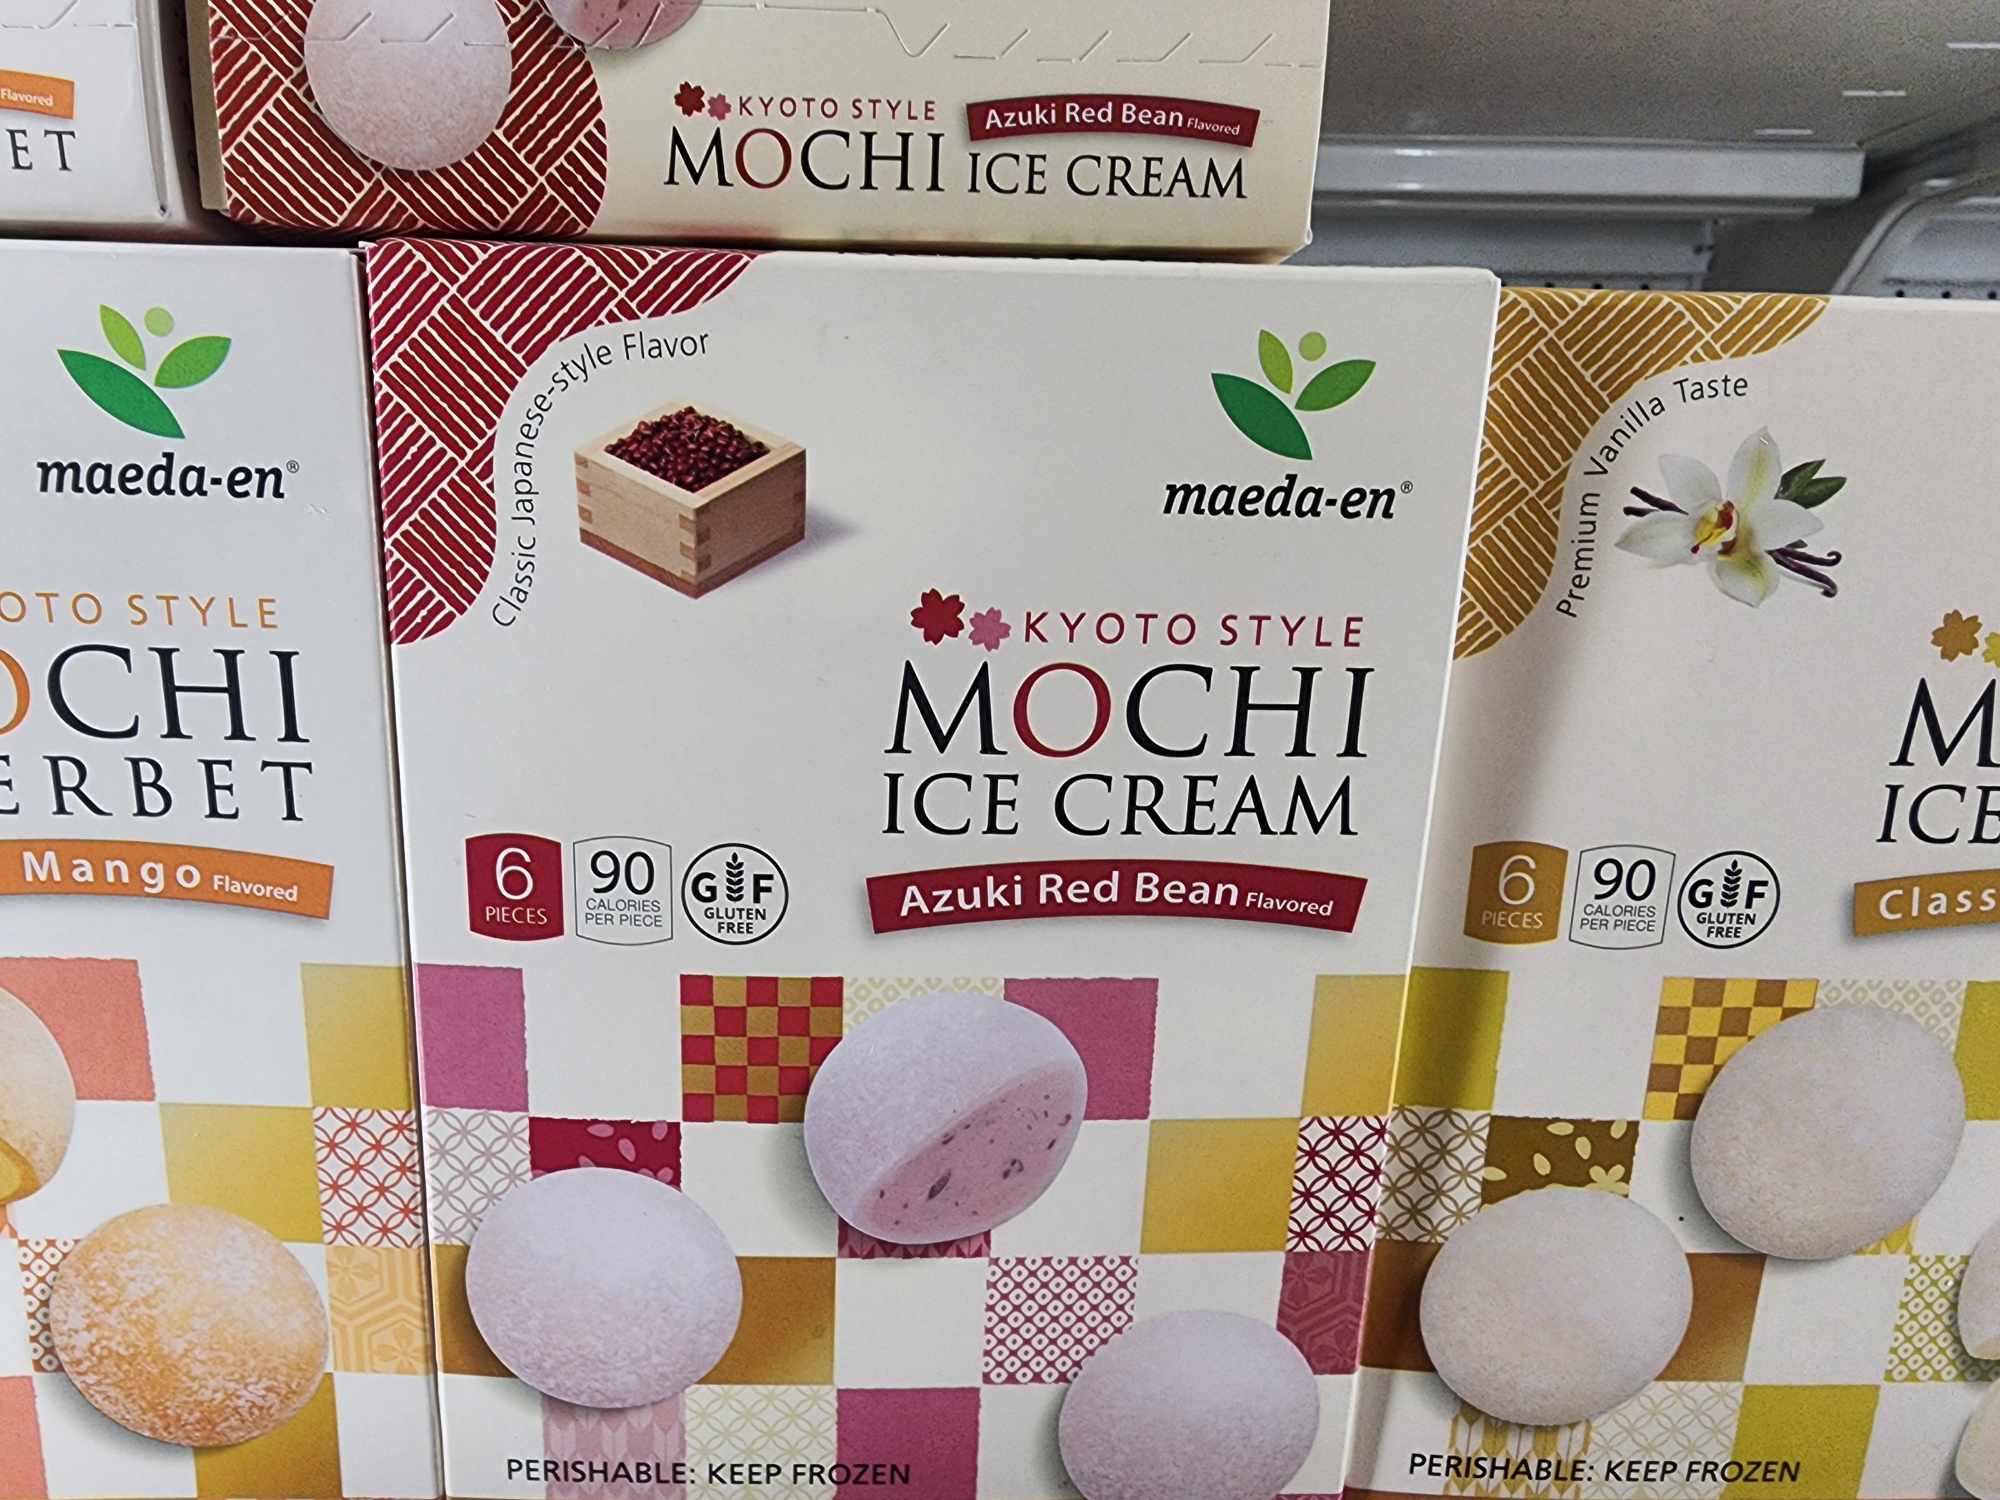 Flavored
ET
KYOTO STYLE
Azuki Red Bean Flavored
MOCHI ICE CREAM
maeda-en®
OTO STYLE
OCHI
ERBET
Mango Flavored
Classic Japanese-style Flavor
maeda-en®
KYOTO STYLE
MOCHI
ICE CREAM
Azuki Red Bean Flavored
6
PIECES
90
CALORIES
PER PIECE
G F
GLUTEN
FREE
PERISHABLE: KEEP FROZEN
Premium Vanilla Taste
M
ICE
Class
6
PIECES
90
CALORIES
PER PIECE
G F
GLUTEN
FREE
PERISHABLE: KEEP FROZEN